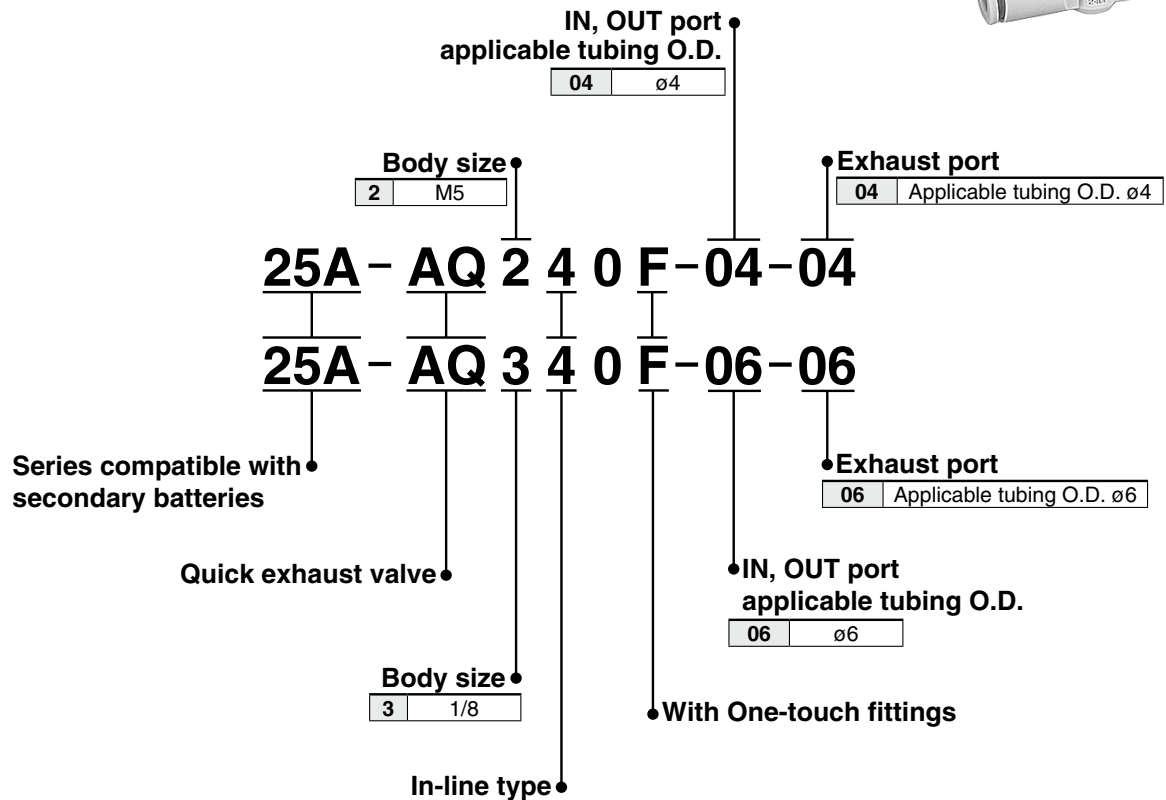 IN, OUT port
applicable tubing O.D.
04 ø4
Body size
2 M5
Exhaust port
04 Applicable tubing O.D. ø4
25A - AQ 2 4 0 F - 04 - 04
25A - AQ 3 4 0 F - 06 - 06
Series compatible with
secondary batteries
Exhaust port
06 Applicable tubing O.D. ø6
Quick exhaust valve
IN, OUT port
applicable tubing O.D.
06 ø6
Body size
3 1/8
With One-touch fittings
In-line type